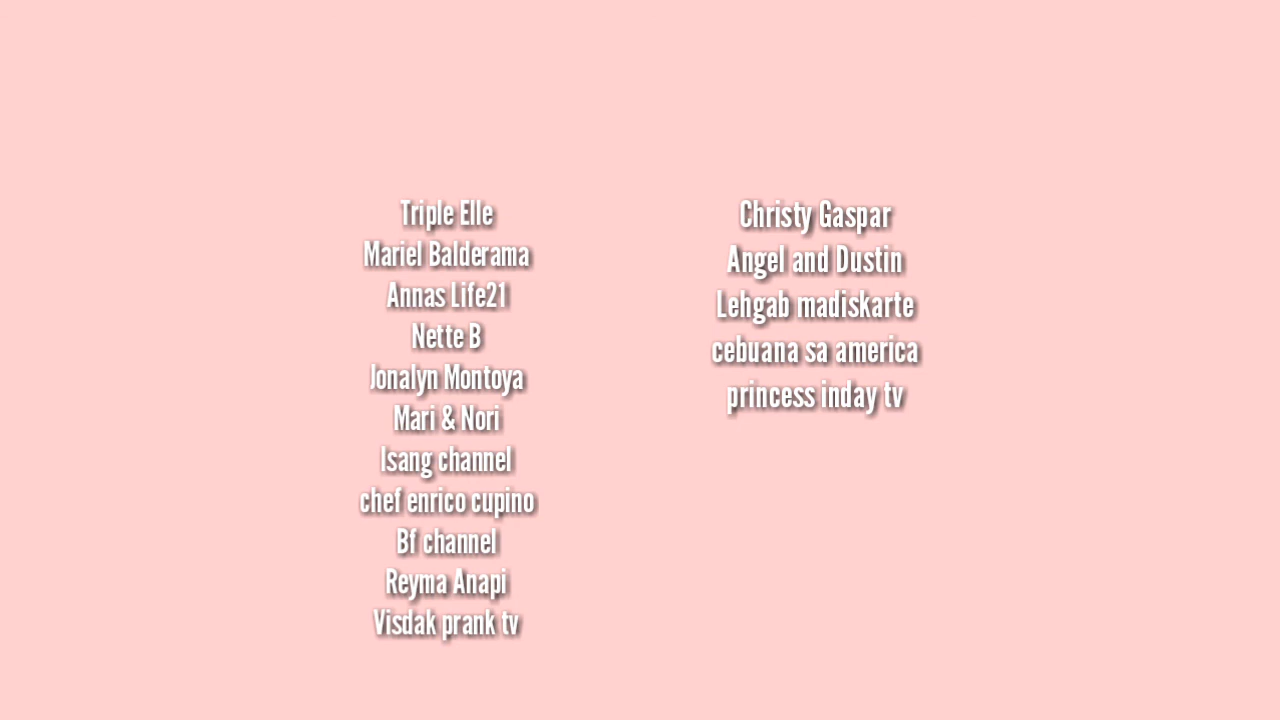 Triple Elle
Mariel Balderama
Annas Life21
Nette B
Jonalyn Montoya
Mari & Nori
Isang channel
chef enrico cupino
Bf channel
Reyma Anapi
Visdak prank tv
Christy Gaspar
Angel and Dustin
Lehgab madiskarte
cebuana sa america
princess inday tv